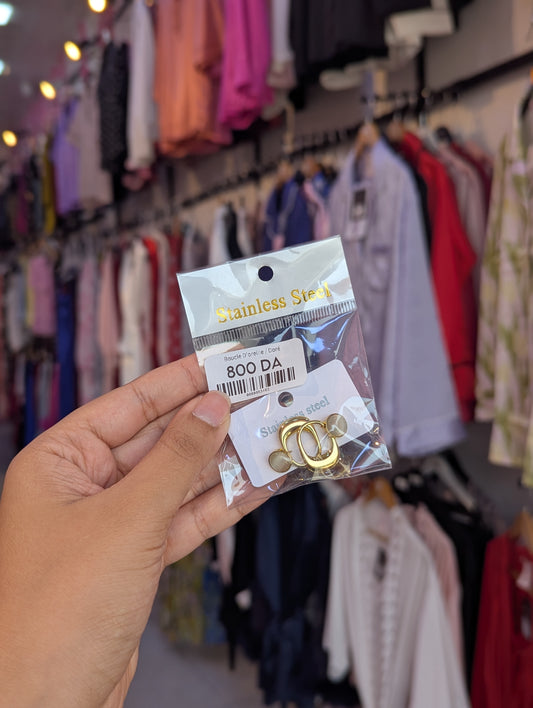 Stainless Steel
Boucle D'oreille / Doré
800 DA
Stainless steel